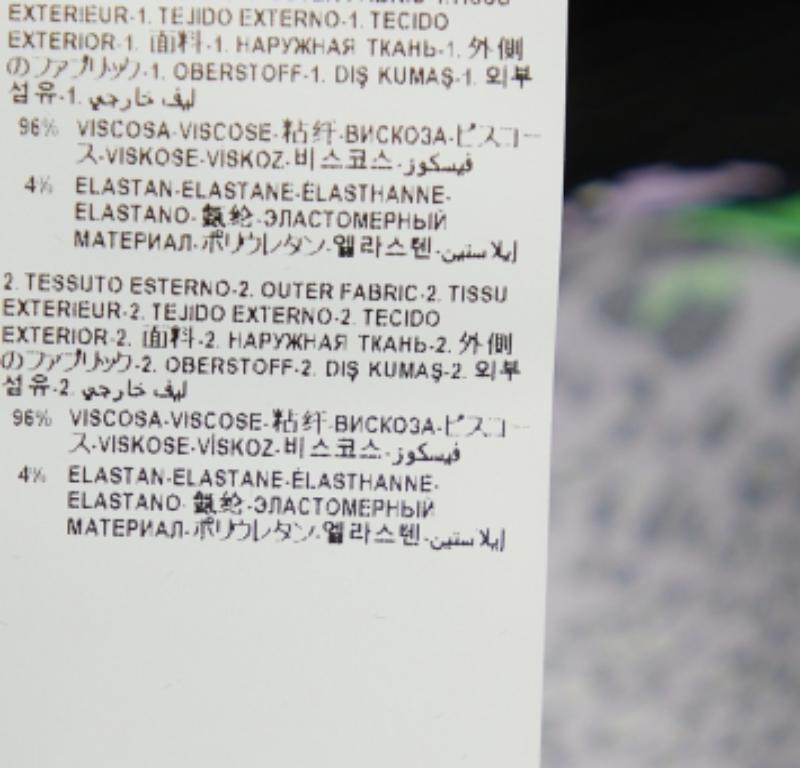 EXTERIEUR-1. TEJIDO EXTERNO-1. TECIDO
EXTERIOR-1. 面料-1. НАРУЖНАЯ ТКАНЬ-1. 外側
のファブリック-1. OBERSTOFF-1. DIŞ KUMAŞ-1. 외부
섬유-1. ليف خارجي
96% VISCOSA-VISCOSE-粘纤-ВИСКОЗА-ビスコー
ス-VISKOSE-VİSKOZ-비스코스-فيسكوز
4% ELASTAN-ELASTANE-ÉLASTHANNE-
ELASTANO-氨纶-ЭЛАСТОМЕРНЫЙ
МАТЕРИАЛ-ポリウレタン-엘라스텐-إيلاستين
2. TESSUTO ESTERNO-2. OUTER FABRIC-2. TISSU
EXTERIEUR-2. TEJIDO EXTERNO-2. TECIDO
EXTERIOR-2. 面料-2. НАРУЖНАЯ ТКАНЬ-2. 外側
のファブリック-2. OBERSTOFF-2. DIŞ KUMAŞ-2. 외부
섬유-2. ليف خارجي
96% VISCOSA-VISCOSE-粘纤-ВИСКОЗА-ビスコー
ス-VISKOSE-VİSKOZ-비스코스-فيسكوز
4% ELASTAN-ELASTANE-ÉLASTHANNE-
ELASTANO-氨纶-ЭЛАСТОМЕРНЫЙ
МАТЕРИАЛ-ポリウレタン-엘라스텐-إيلاستين